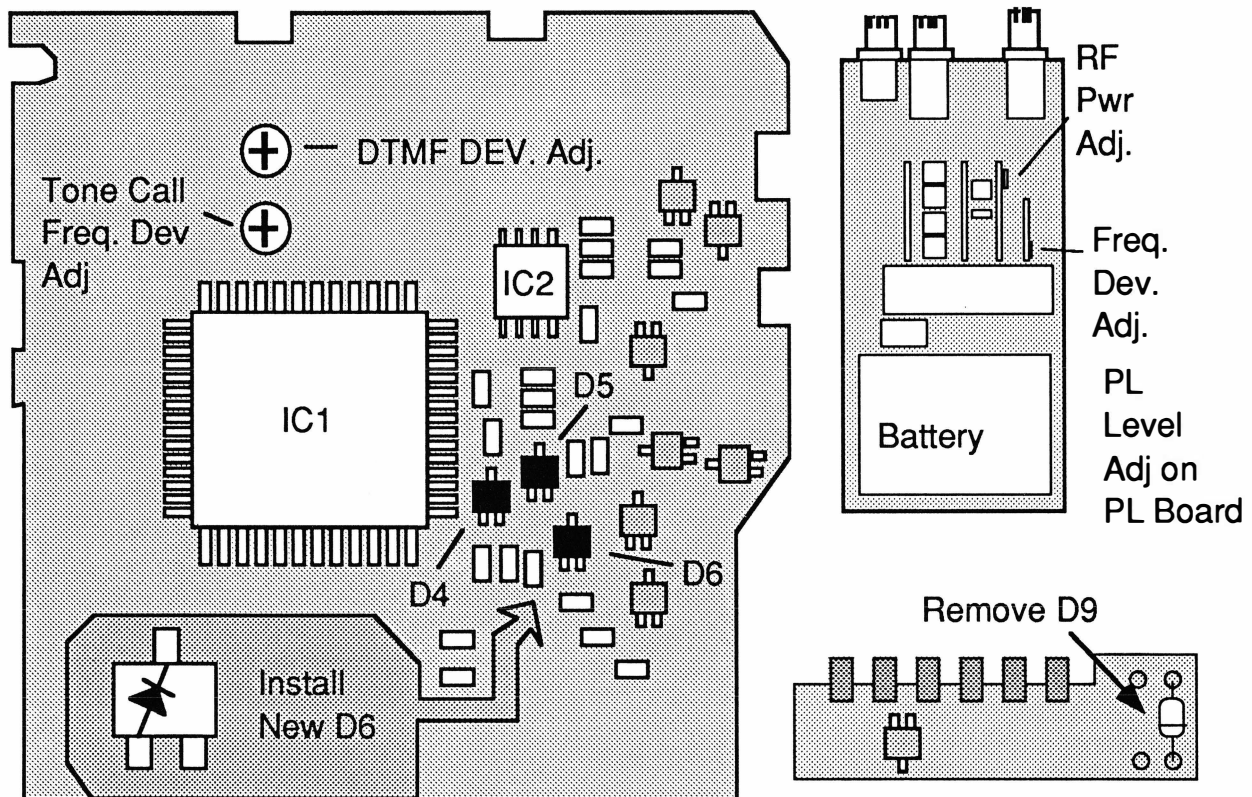 DTMF DEV. Adj.
Tone Call
Freq. Dev
Adj
IC2
IC1
D5
D4
D6
Install
New D6
RF
Pwr
Adj.
Freq.
Dev.
Adj.
Battery
PL
Level
Adj on
PL Board
Remove D9